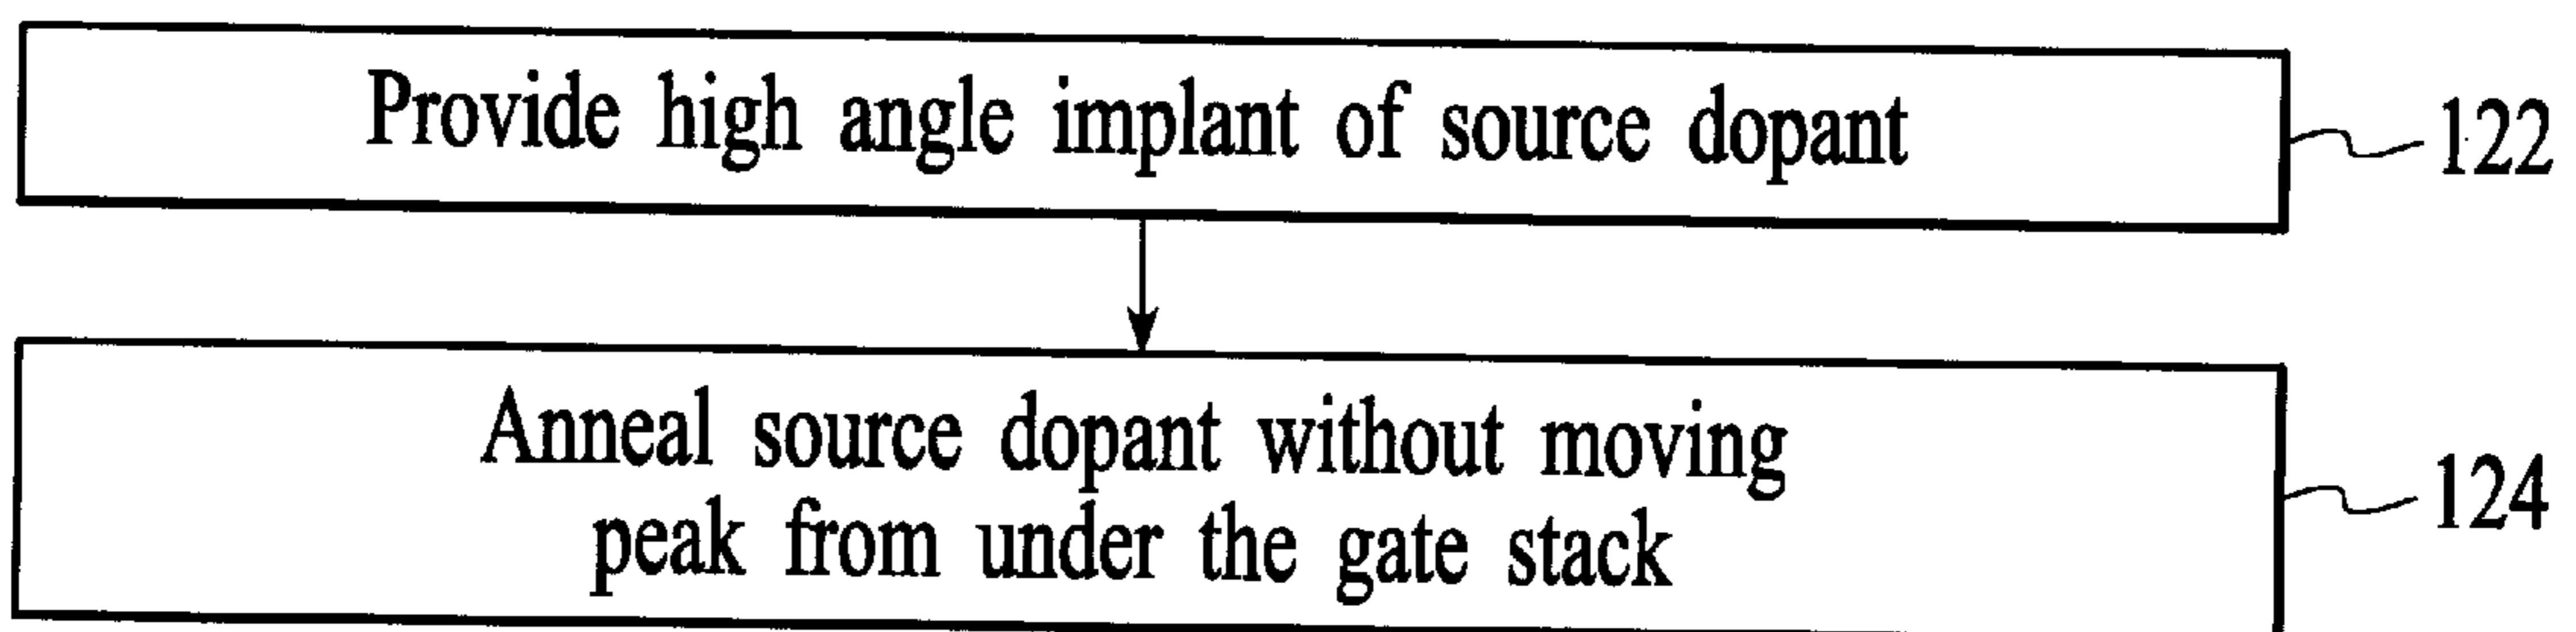 Provide high angle implant of source dopant
122
Anneal source dopant without moving
peak from under the gate stack
124